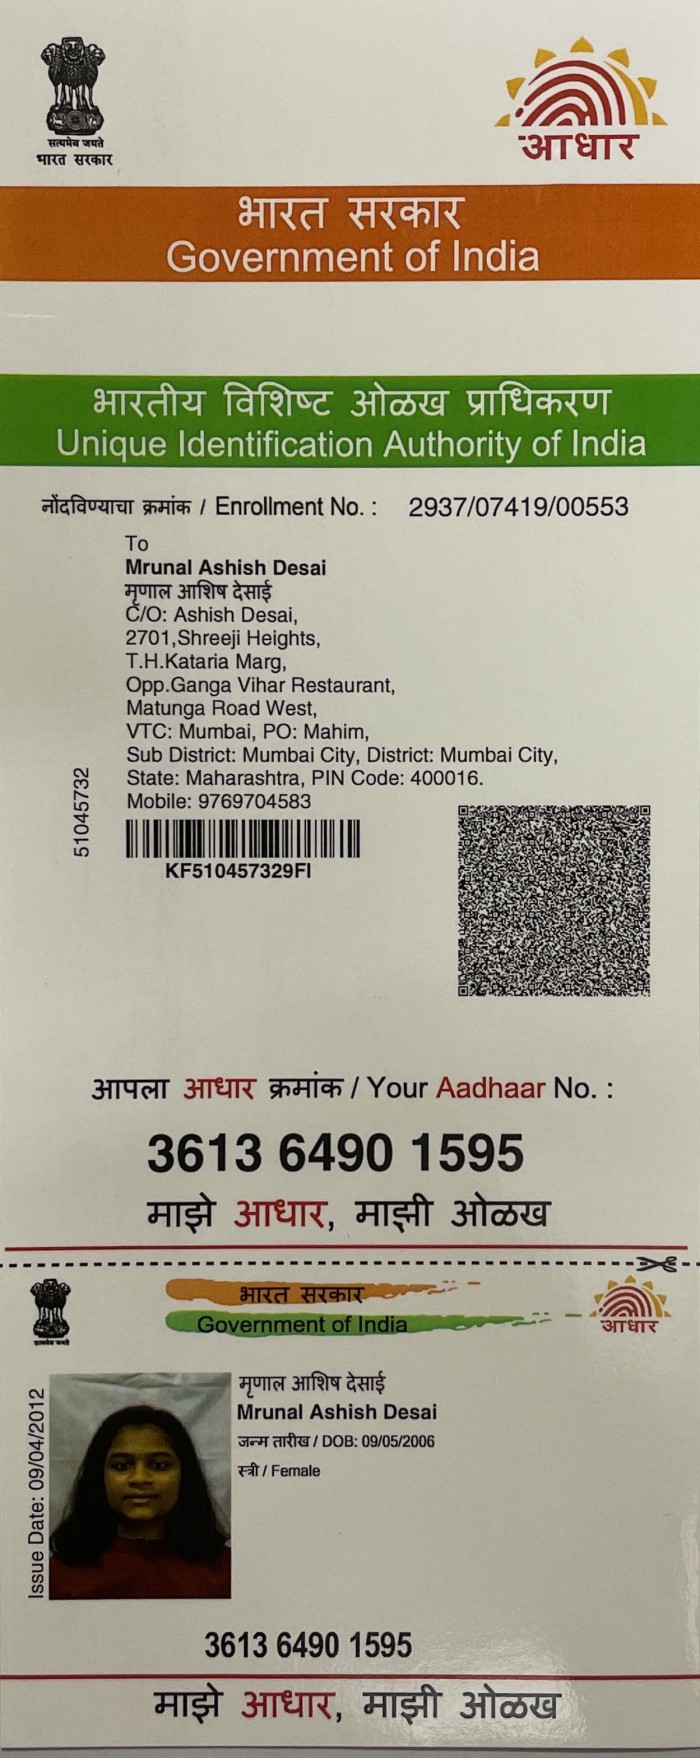 सत्यमेव जयते
भारत सरकार
आधार
भारत सरकार
Government of India
भारतीय विशिष्ट ओळख प्राधिकरण
Unique Identification Authority of India
नोंदविण्याचा क्रमांक / Enrollment No. : 2937/07419/00553
To
Mrunal Ashish Desai
मृणाल आशिष देसाई
C/O: Ashish Desai,
2701,Shreeji Heights,
T.H.Kataria Marg,
Opp.Ganga Vihar Restaurant,
Matunga Road West,
VTC: Mumbai, PO: Mahim,
Sub District: Mumbai City, District: Mumbai City,
State: Maharashtra, PIN Code: 400016.
Mobile: 9769704583
51045732
KF510457329FI
आपला आधार क्रमांक / Your Aadhaar No. :
3613 6490 1595
माझे आधार, माझी ओळख
भारत सरकार
Government of India
सत्यमेव जयते
आधार
Issue Date: 09/04/2012
मृणाल आशिष देसाई
Mrunal Ashish Desai
जन्म तारीख / DOB: 09/05/2006
स्त्री / Female
3613 6490 1595
माझे आधार, माझी ओळख